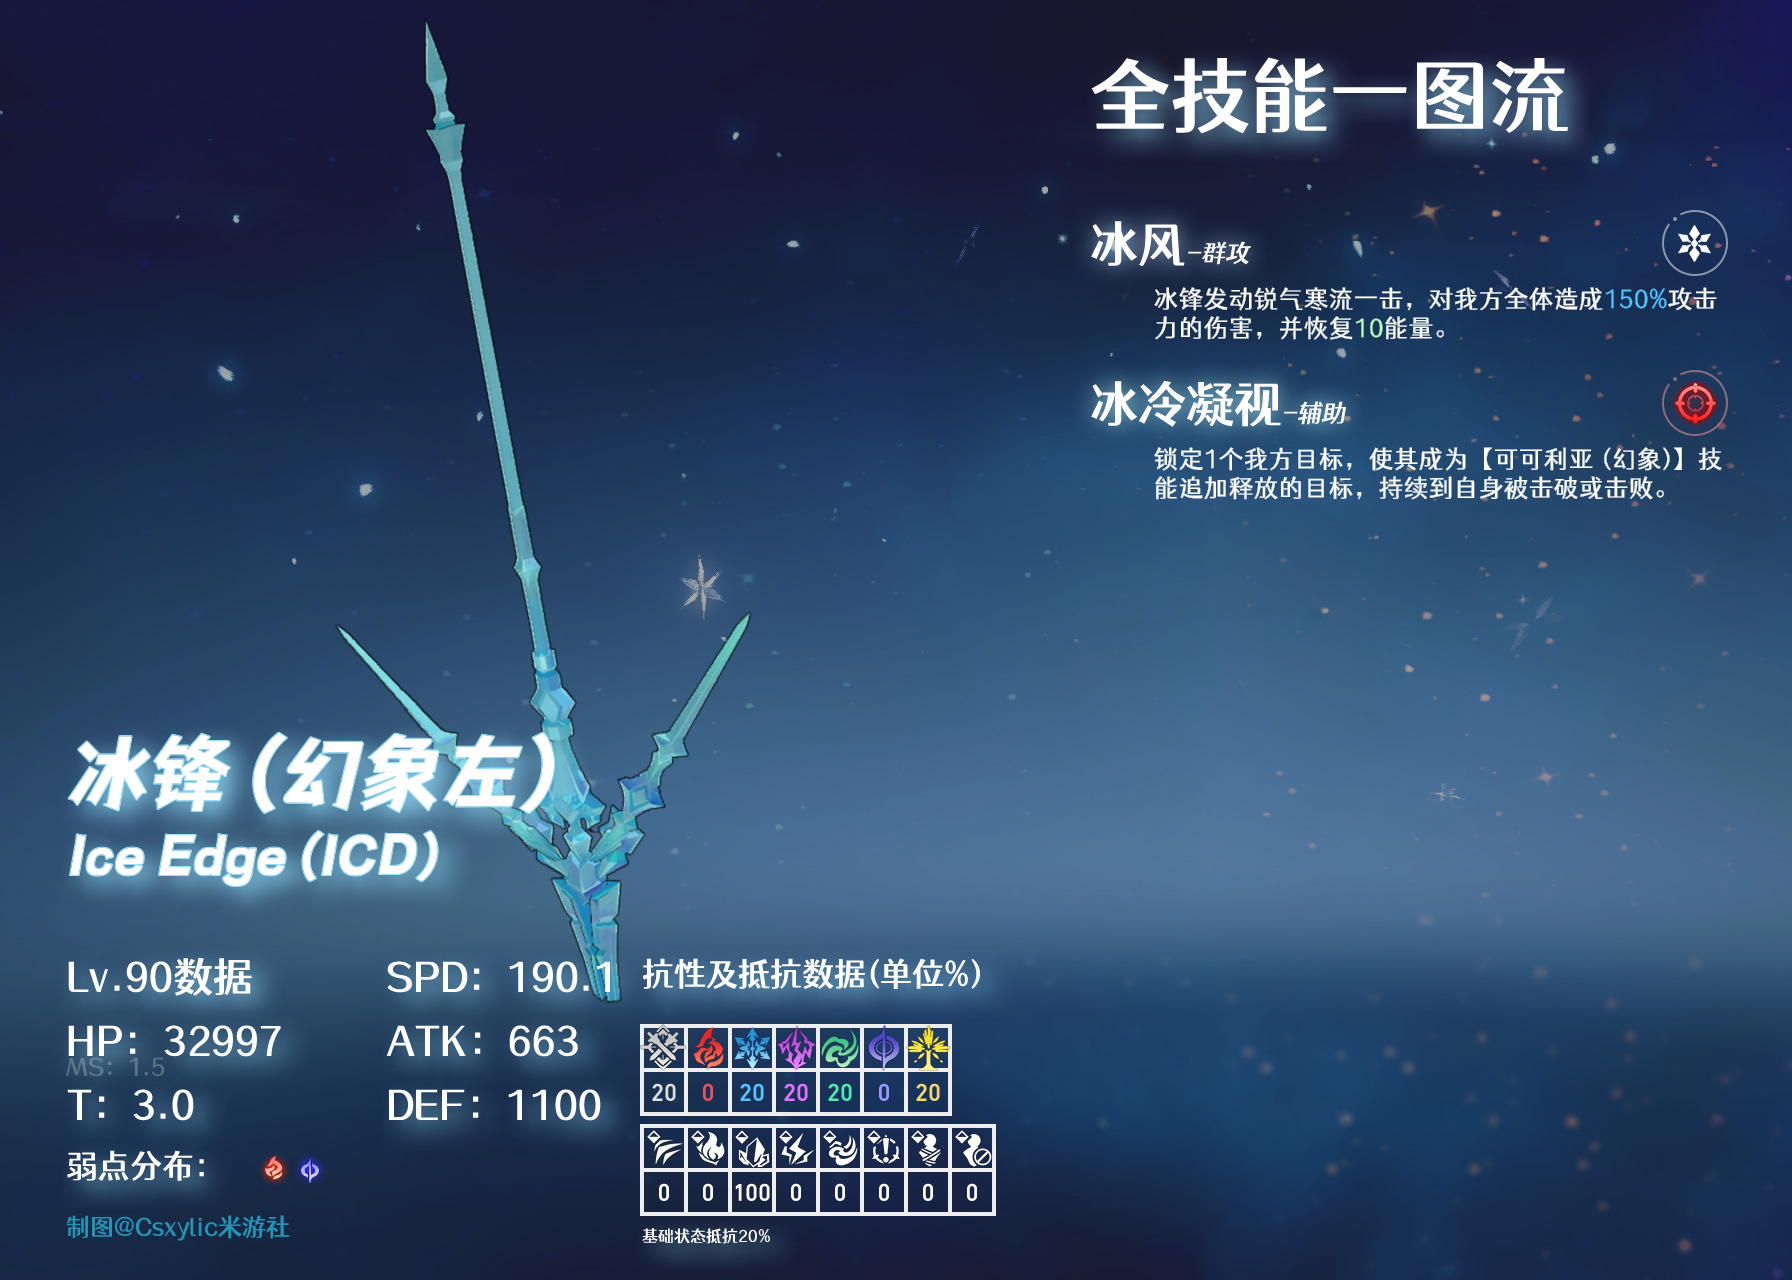 全技能一图流
冰风-群攻
冰锋发动锐气寒流一击，对我方全体造成150%攻击
力的伤害，并恢复10能量。
冰冷凝视-辅助
锁定1个我方目标，使其成为【可可利亚（幻象）】技
能追加释放的目标，持续到自身被击破或击败。
冰锋（幻象左）
Ice Edge (ICD)
Lv.90数据
SPD: 190.1
HP: 32997
ATK: 663
MS: 1.5
T: 3.0
DEF: 1100
弱点分布:
制图@Csxylic米游社
抗性及抵抗数据(单位%)
20 0 20 20 20 0 20
0 0 100 0 0 0 0 0
基础状态抵抗20%